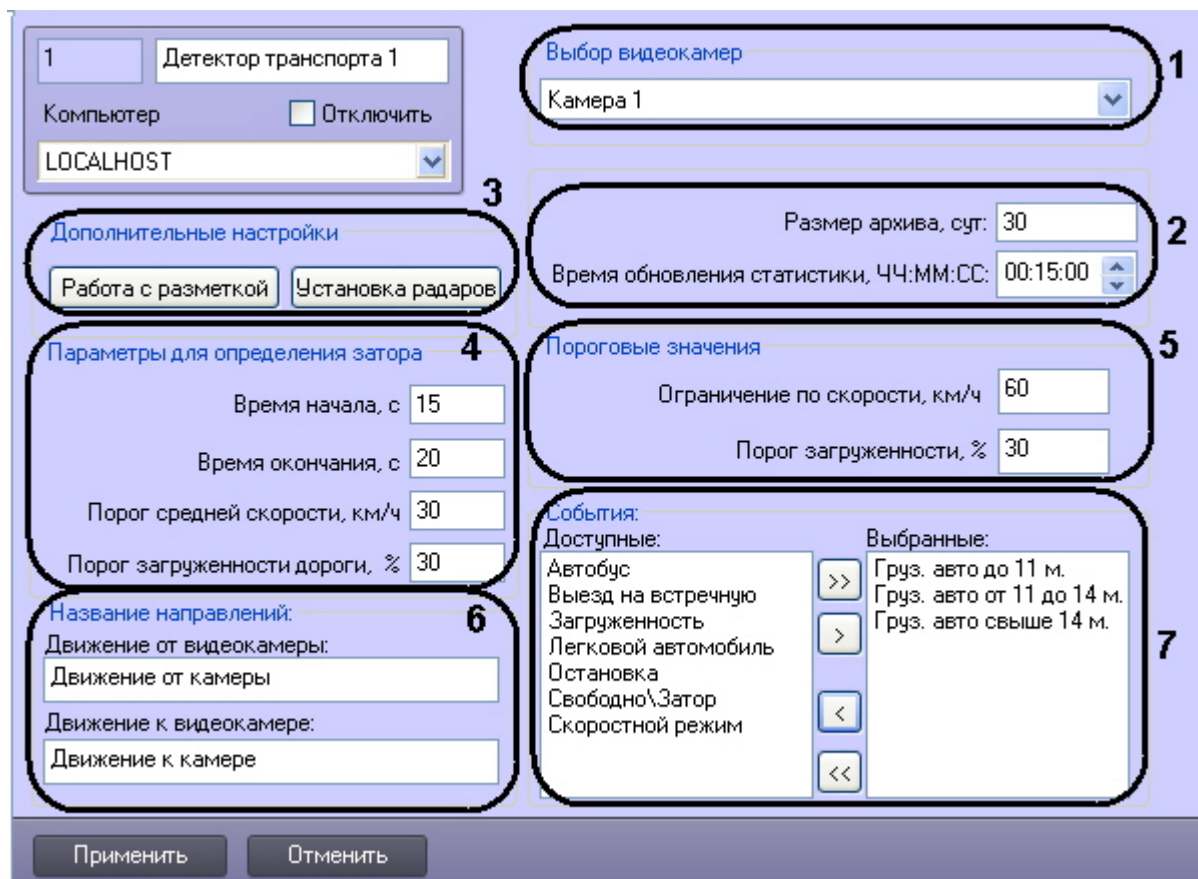 1
Детектор транспорта 1
Компьютер
Отключить
LOCALHOST
Выбор видеокамер
1
Камера 1
3
Дополнительные настройки
Работа с разметкой
Установка радаров
Размер архива, сут:
30
2
Время обновления статистики, ЧЧ:ММ:СС:
00:15:00
Параметры для определения затора
4
Время начала, с
15
Время окончания, с
20
Порог средней скорости, км/ч
30
Порог загруженности дороги, %
30
Пороговые значения
5
Ограничение по скорости, км/ч
60
Порог загруженности, %
30
Название направлений:
6
Движение от видеокамеры:
Движение от камеры
Движение к видеокамере:
Движение к камере
События:
Доступные:
Автобус
Выезд на встречную
Загруженность
Легковой автомобиль
Остановка
Свободно\Затор
Скоростной режим
>>
>
<
<<
Выбранные:
Груз. авто до 11 м.
Груз. авто от 11 до 14 м.
Груз. авто свыше 14 м.
7
Применить
Отменить